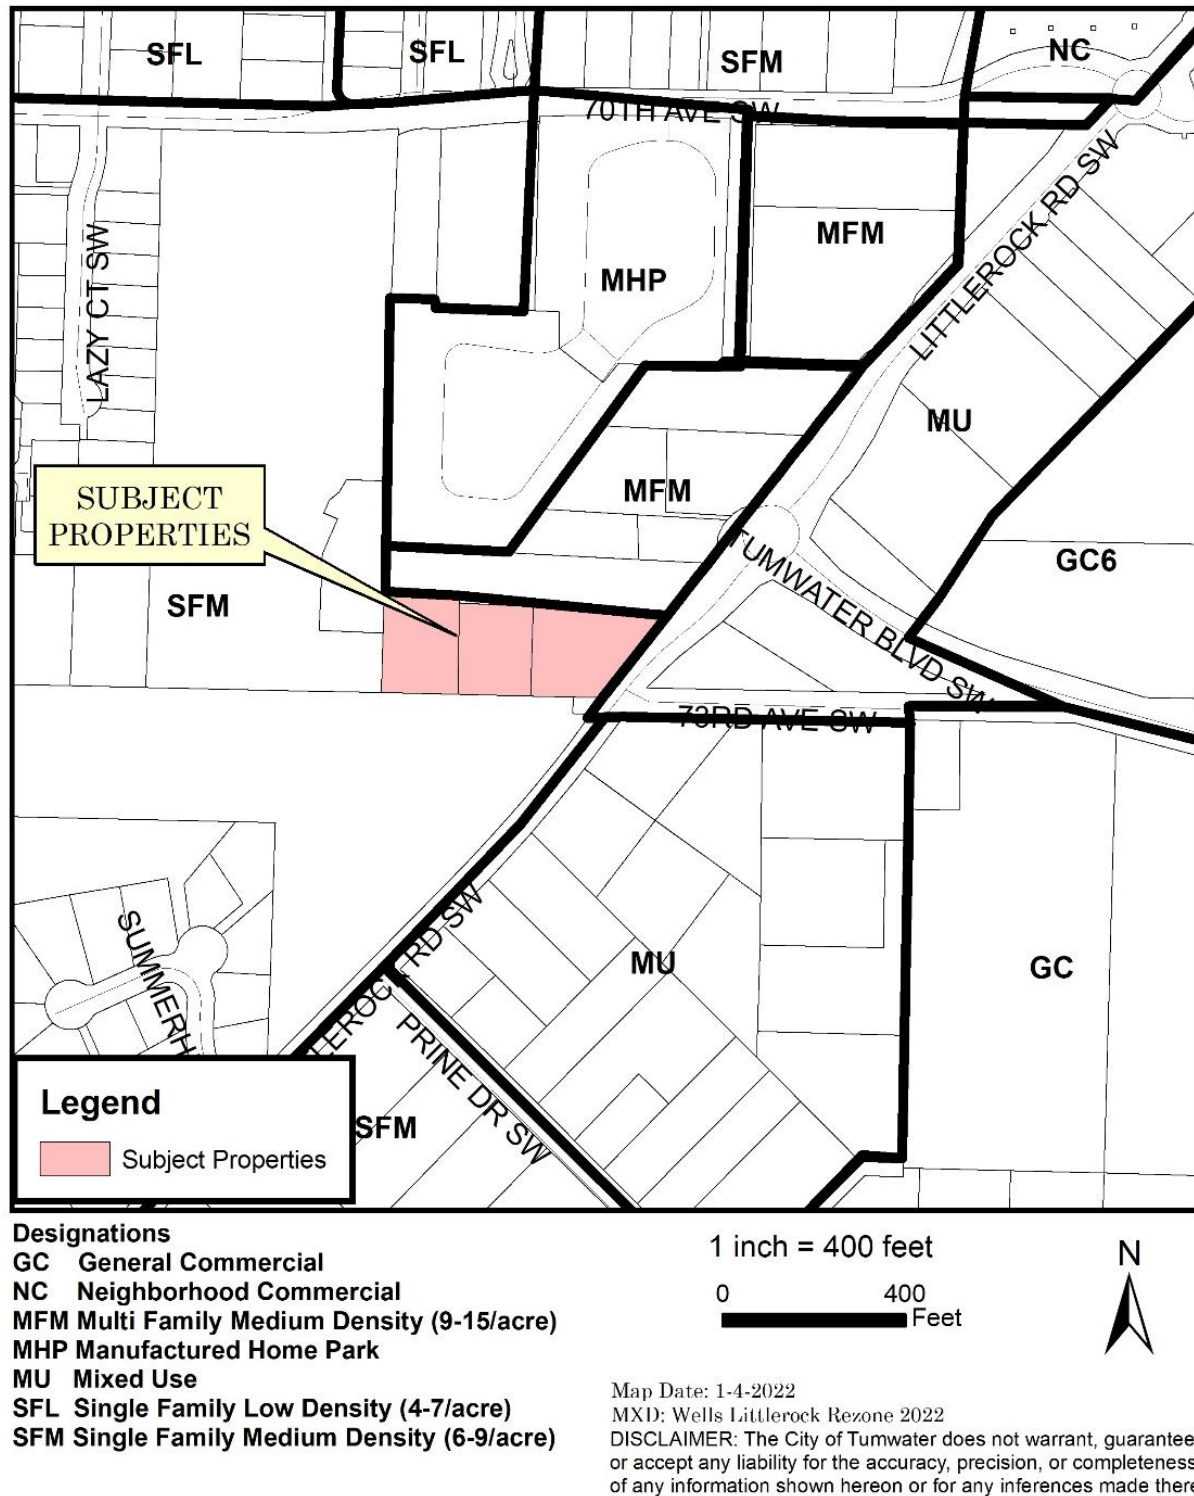 SFL
SFL
SFM
NC
70TH AVE SW
LAZY CT SW
MHP
MFM
LITTLEROCK RD SW
MU
MFM
SUBJECT
PROPERTIES
SFM
TUMWATER BLVD SW
GC6
73RD AVE SW
SUMMERH
LEROCK RD SW
PRINE DR SW
MU
GC
SFM
Legend
Subject Properties
Designations
GC General Commercial
NC Neighborhood Commercial
MFM Multi Family Medium Density (9-15/acre)
MHP Manufactured Home Park
MU Mixed Use
SFL Single Family Low Density (4-7/acre)
SFM Single Family Medium Density (6-9/acre)
1 inch = 400 feet
0 400
Feet
N
Map Date: 1-4-2022
MXD: Wells Littlerock Rezone 2022
DISCLAIMER: The City of Tumwater does not warrant, guarantee
or accept any liability for the accuracy, precision, or completeness
of any information shown hereon or for any inferences made there